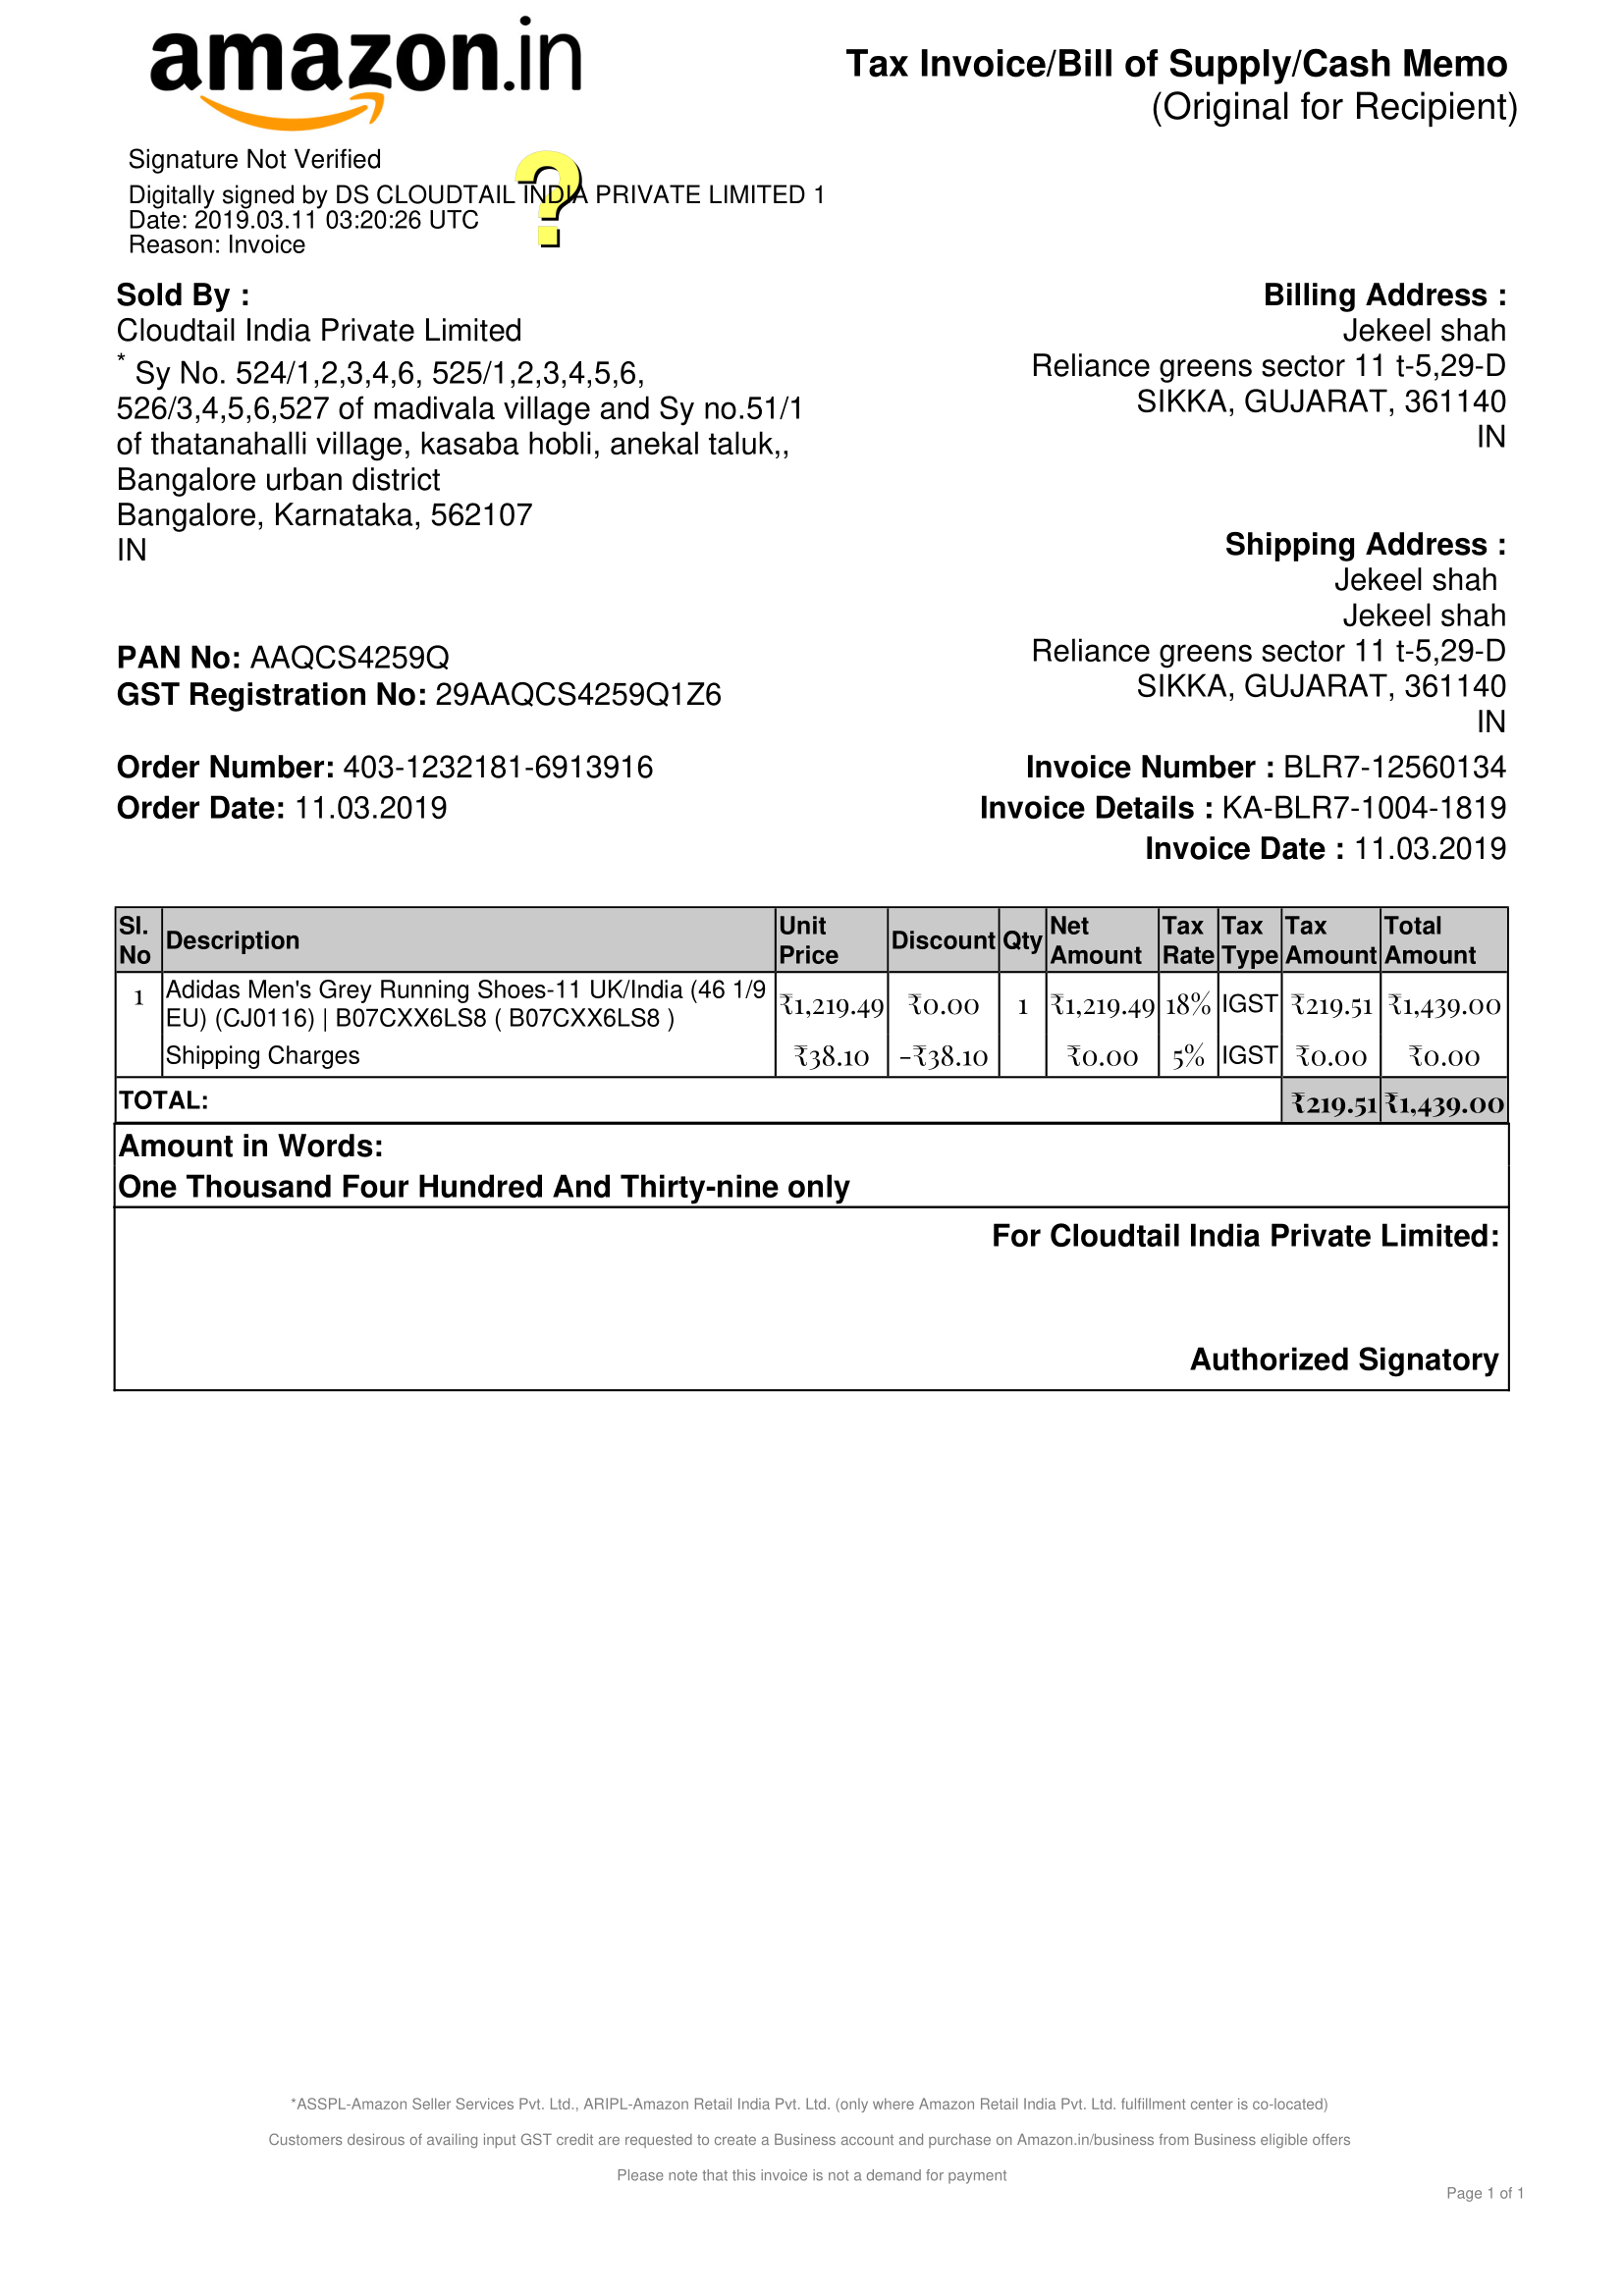 amazon.in
Tax Invoice/Bill of Supply/Cash Memo
(Original for Recipient)
Signature Not Verified
Digitally signed by DS CLOUDTAIL INDIA PRIVATE LIMITED 1
Date: 2019.03.11 03:20:26 UTC
Reason: Invoice
?
Sold By :
Cloudtail India Private Limited
* Sy No. 524/1,2,3,4,6, 525/1,2,3,4,5,6,
526/3,4,5,6,527 of madivala village and Sy no.51/1
of thatanahalli village, kasaba hobli, anekal taluk,,
Bangalore urban district
Bangalore, Karnataka, 562107
IN
PAN No: AAQCS4259Q
GST Registration No: 29AAQCS4259Q1Z6
Order Number: 403-1232181-6913916
Order Date: 11.03.2019
Billing Address :
Jekeel shah
Reliance greens sector 11 t-5,29-D
SIKKA, GUJARAT, 361140
IN
Shipping Address :
Jekeel shah
Jekeel shah
Reliance greens sector 11 t-5,29-D
SIKKA, GUJARAT, 361140
IN
Invoice Number : BLR7-12560134
Invoice Details : KA-BLR7-1004-1819
Invoice Date : 11.03.2019
Sl. No Description Unit Price Discount Qty Net Amount Tax Rate Tax Type Tax Amount Total Amount
1 Adidas Men's Grey Running Shoes-11 UK/India (46 1/9
EU) (CJ0116) | B07CXX6LS8 ( B07CXX6LS8 ) ₹1,219.49 ₹0.00 1 ₹1,219.49 18% IGST ₹219.51 ₹1,439.00
Shipping Charges ₹38.10 -₹38.10 ₹0.00 5% IGST ₹0.00 ₹0.00
TOTAL: ₹219.51 ₹1,439.00
Amount in Words:
One Thousand Four Hundred And Thirty-nine only
For Cloudtail India Private Limited:
Authorized Signatory
*ASSPL-Amazon Seller Services Pvt. Ltd., ARIPL-Amazon Retail India Pvt. Ltd. (only where Amazon Retail India Pvt. Ltd. fulfillment center is co-located)
Customers desirous of availing input GST credit are requested to create a Business account and purchase on Amazon.in/business from Business eligible offers
Please note that this invoice is not a demand for payment
Page 1 of 1